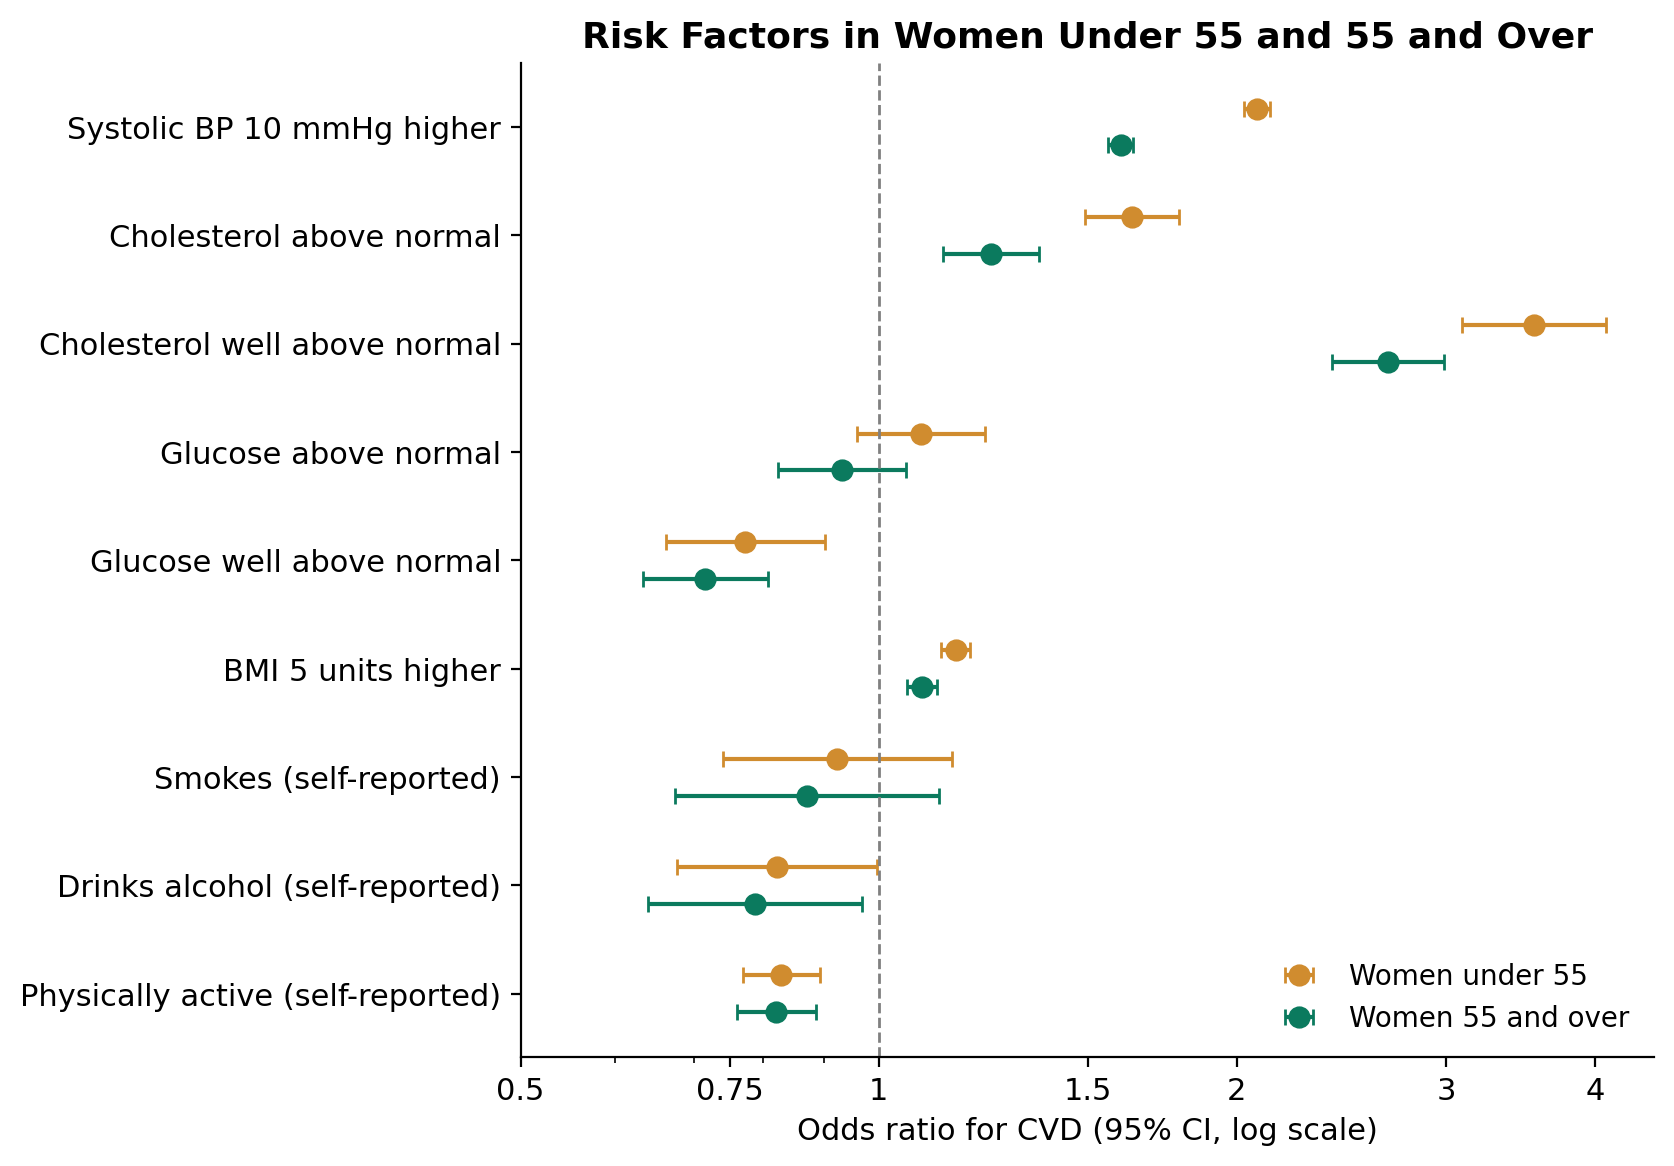 Risk Factors in Women Under 55 and 55 and Over
Systolic BP 10 mmHg higher
Cholesterol above normal
Cholesterol well above normal
Glucose above normal
Glucose well above normal
BMI 5 units higher
Smokes (self-reported)
Drinks alcohol (self-reported)
Physically active (self-reported)
Women under 55
Women 55 and over
0.5 0.75 1 1.5 2 3 4
Odds ratio for CVD (95% CI, log scale)